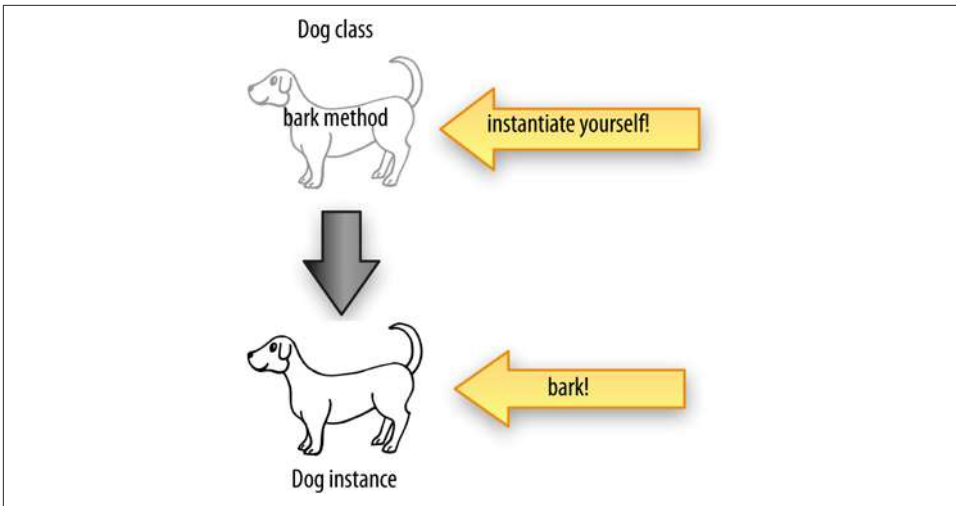 Dog class
bark method
instantiate yourself!
bark!
Dog instance